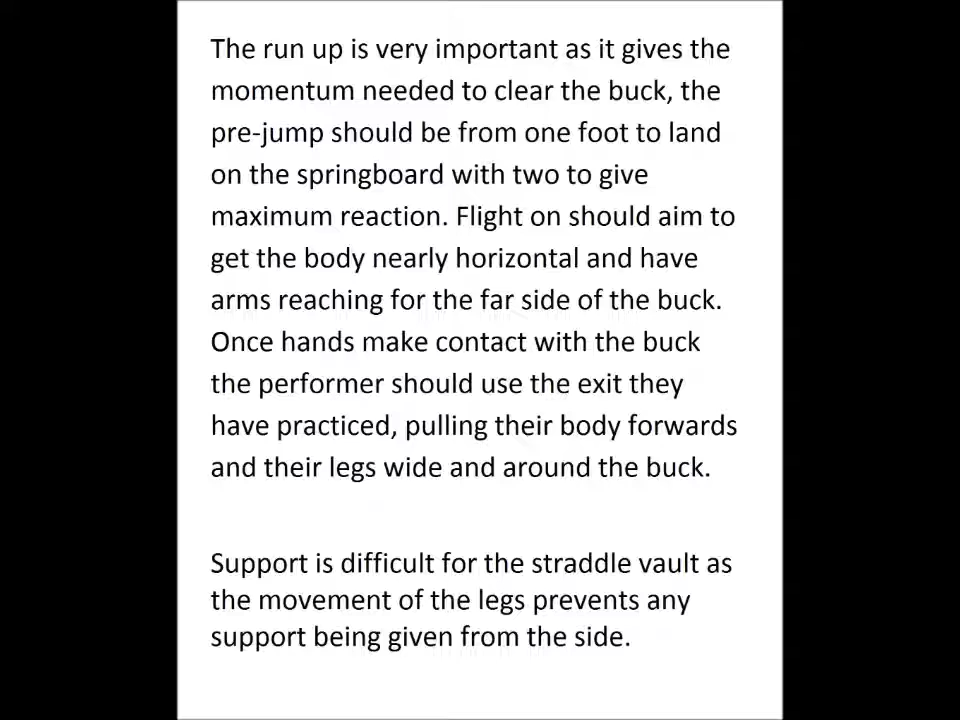 The run up is very important as it gives the
momentum needed to clear the buck, the
pre-jump should be from one foot to land
on the springboard with two to give
maximum reaction. Flight on should aim to
get the body nearly horizontal and have
arms reaching for the far side of the buck.
Once hands make contact with the buck
the performer should use the exit they
have practiced, pulling their body forwards
and their legs wide and around the buck.
Support is difficult for the straddle vault as
the movement of the legs prevents any
support being given from the side.